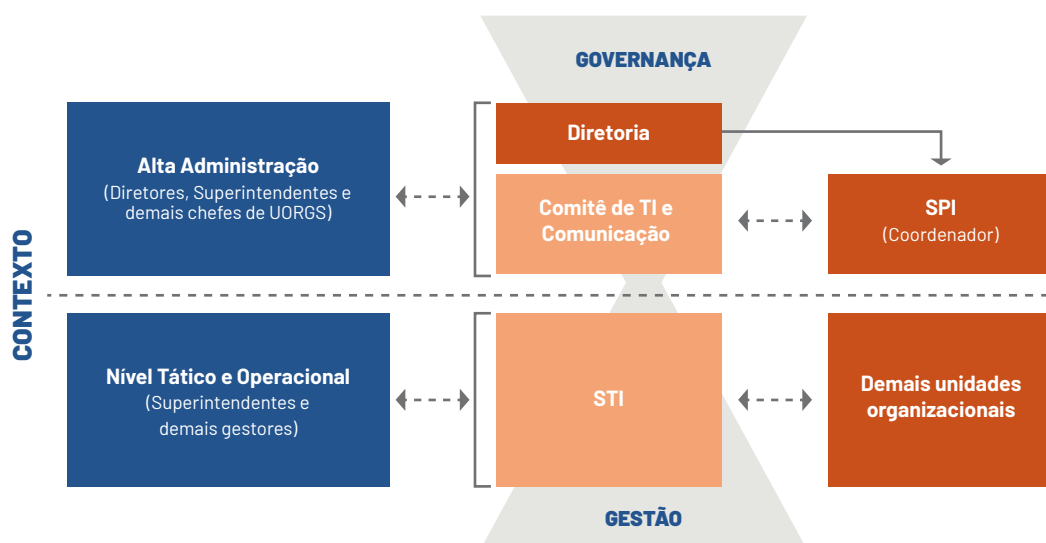 GOVERNANÇA
Diretoria
Alta Administração
(Diretores, Superintendentes e
demais chefes de UORGS)
Comitê de TI e
Comunicação
SPI
(Coordenador)
CONTEXTO
Nível Tático e Operacional
(Superintendentes e
demais gestores)
STI
Demais unidades
organizacionais
GESTÃO